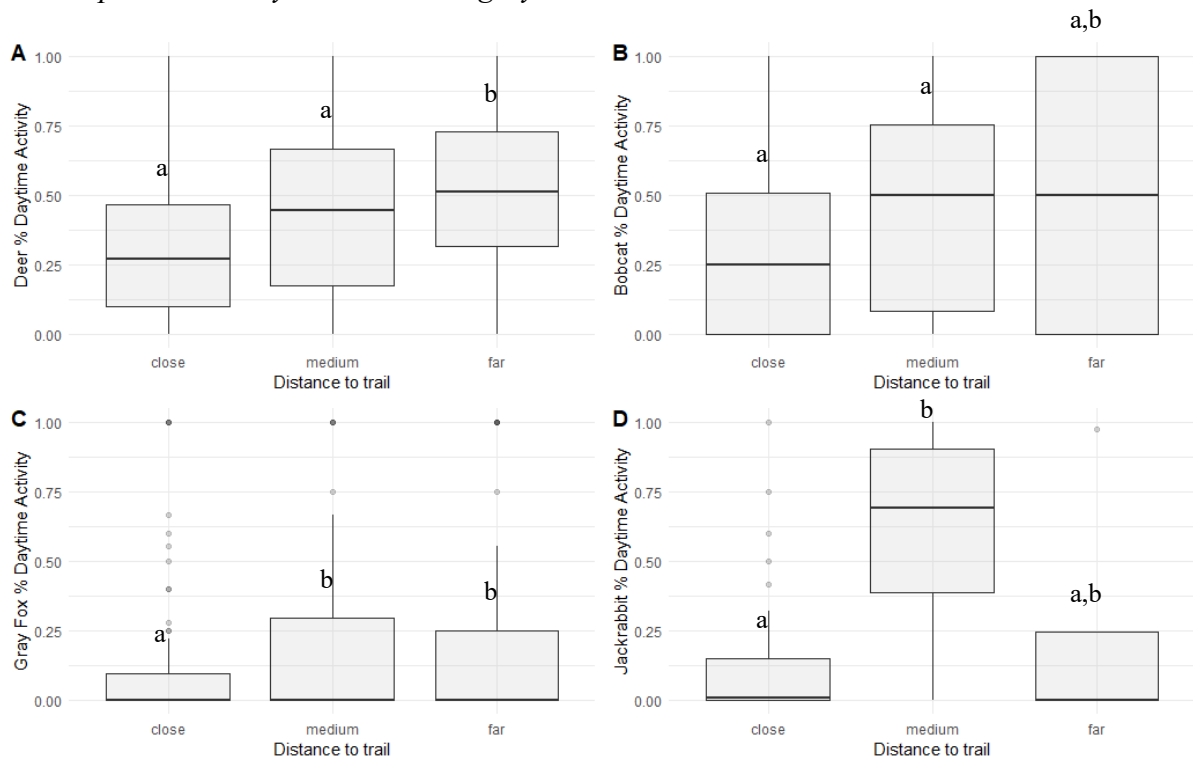 a,b
A
1.00
0.75
0.50
0.25
0.00
Deer % Daytime Activity
a
a
b
close
medium
far
Distance to trail
B
1.00
0.75
0.50
0.25
0.00
Bobcat % Daytime Activity
a
a
close
medium
far
Distance to trail
C
1.00
0.75
0.50
0.25
0.00
Gray Fox % Daytime Activity
a
b
b
close
medium
far
Distance to trail
D
1.00
0.75
0.50
0.25
0.00
Jackrabbit % Daytime Activity
a
b
a,b
close
medium
far
Distance to trail